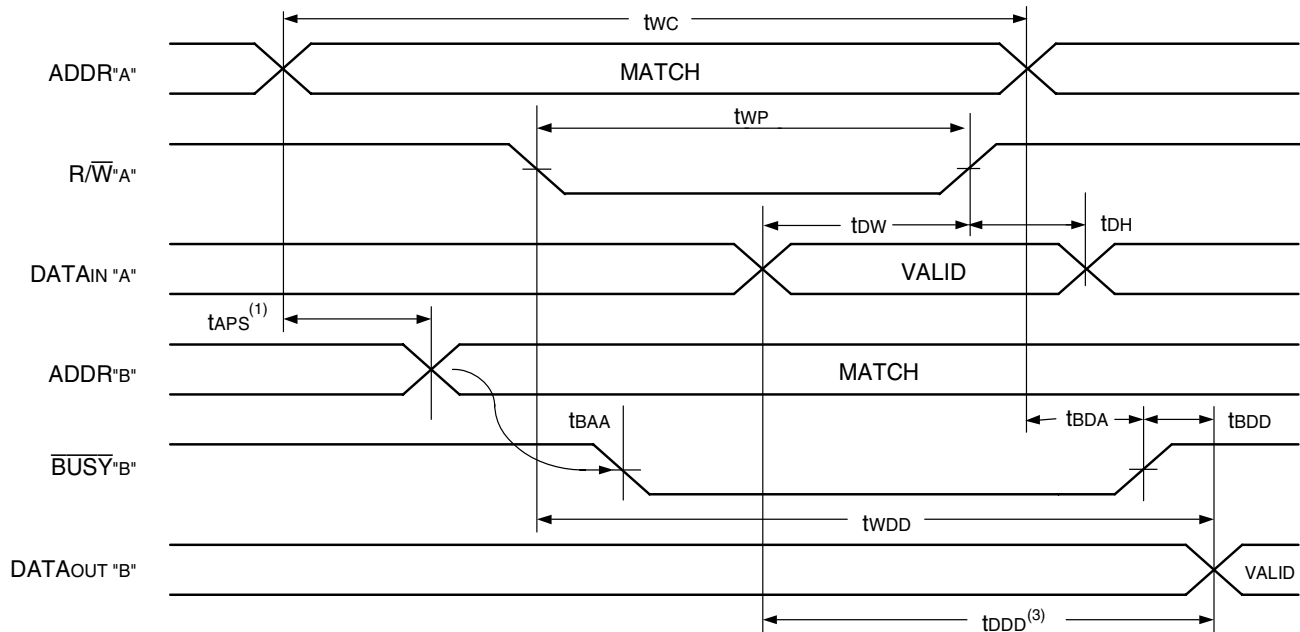 tWC
ADDR"A" MATCH
tWP
R/W̅"A"
tDW tDH
DATAIN "A" VALID
tAPS(1)
ADDR"B" MATCH
tBAA tBDA tBDD
B̅U̅S̅Y̅"B"
tWDD
DATAOUT "B" VALID
tDDD(3)